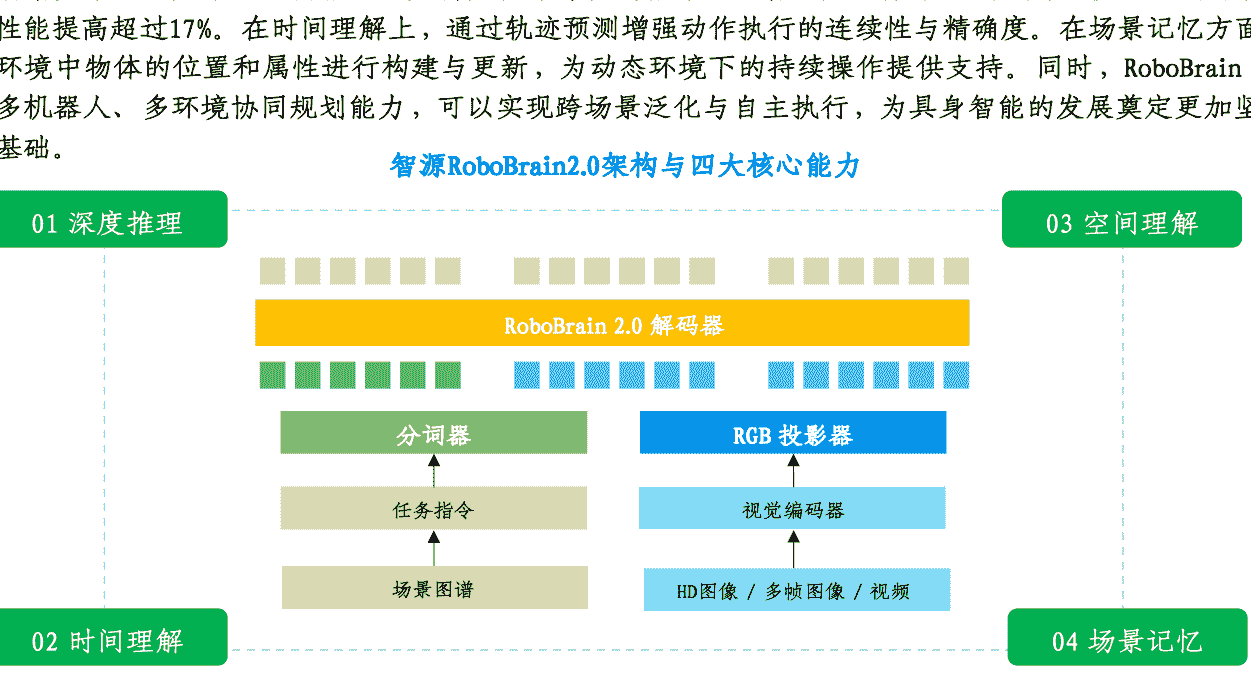 性能提高超过17%。在时间理解上，通过轨迹预测增强动作执行的连续性与精确度。在场景记忆方面
环境中物体的位置和属性进行构建与更新，为动态环境下的持续操作提供支持。同时，RoboBrain
多机器人、多环境协同规划能力，可以实现跨场景泛化与自主执行，为具身智能的发展奠定更加坚
基础。
智源RoboBrain2.0架构与四大核心能力
01 深度推理
03 空间理解
RoboBrain 2.0 解码器
分词器
RGB 投影器
任务指令
视觉编码器
场景图谱
HD图像 / 多帧图像 / 视频
02 时间理解
04 场景记忆